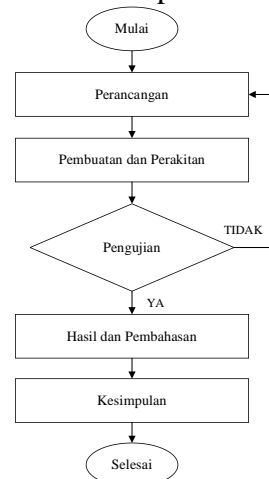 Mulai
Perancangan
Pembuatan dan Perakitan
Pengujian
TIDAK
YA
Hasil dan Pembahasan
Kesimpulan
Selesai